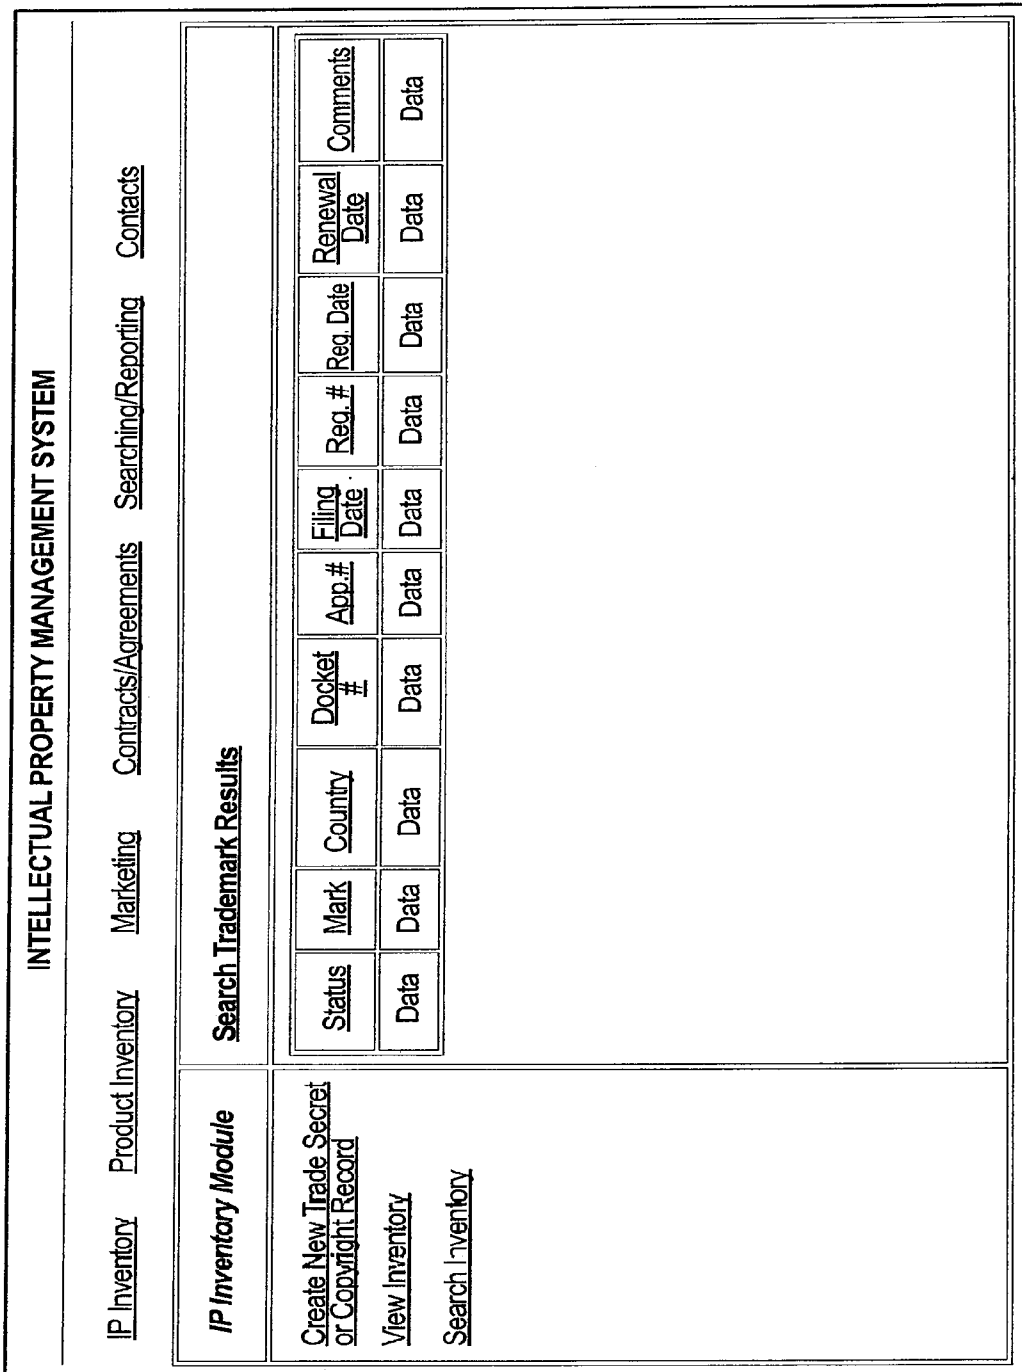 INTELLECTUAL PROPERTY MANAGEMENT SYSTEM
IP Inventory Product Inventory Marketing Contracts/Agreements Searching/Reporting Contacts
IP Inventory Module
Search Trademark Results
Create New Trade Secret
or Copyright Record
View Inventory
Search Inventory
Status Mark Country Docket # App.# Filing Date Reg. # Reg. Date Renewal Date Comments
Data Data Data Data Data Data Data Data Data Data